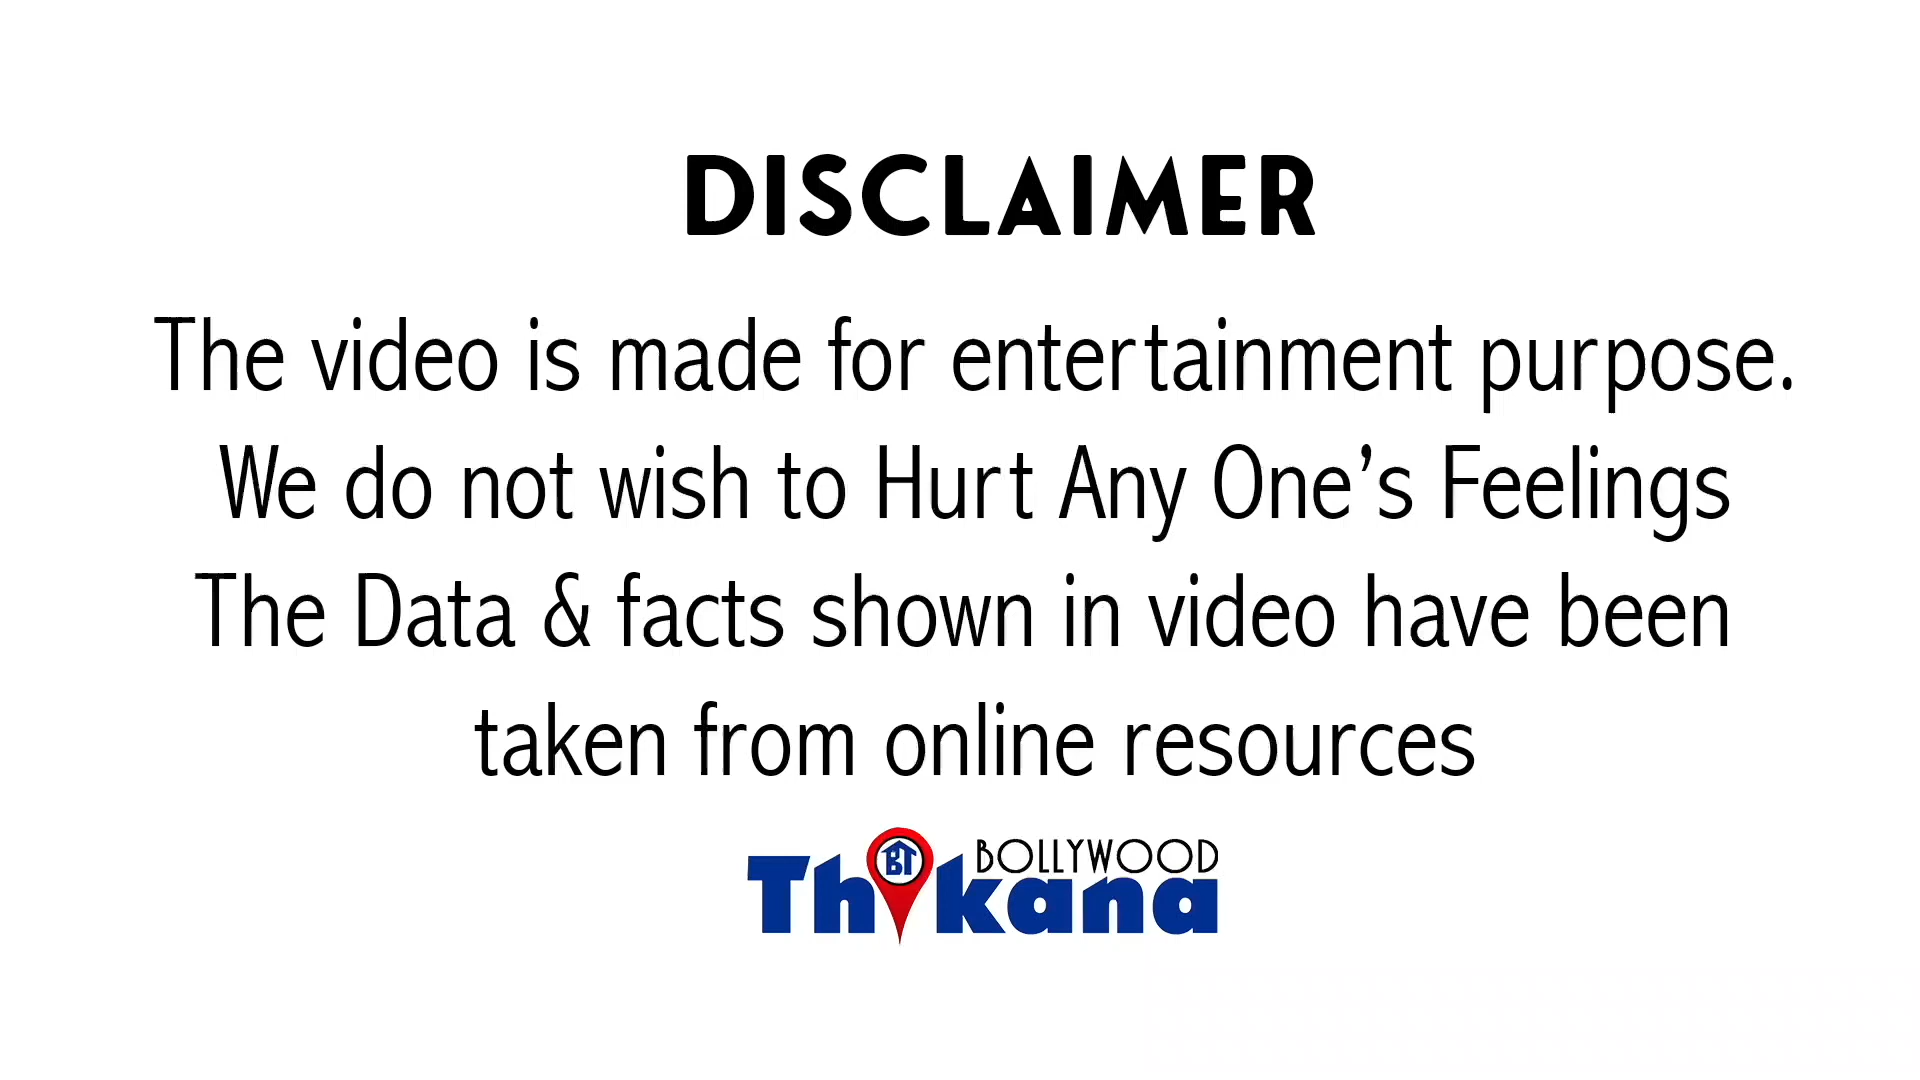 DISCLAIMER
The video is made for entertainment purpose.
We do not wish to Hurt Any One’s Feelings
The Data & facts shown in video have been
taken from online resources
BT
BOLLYWOOD
Thikana